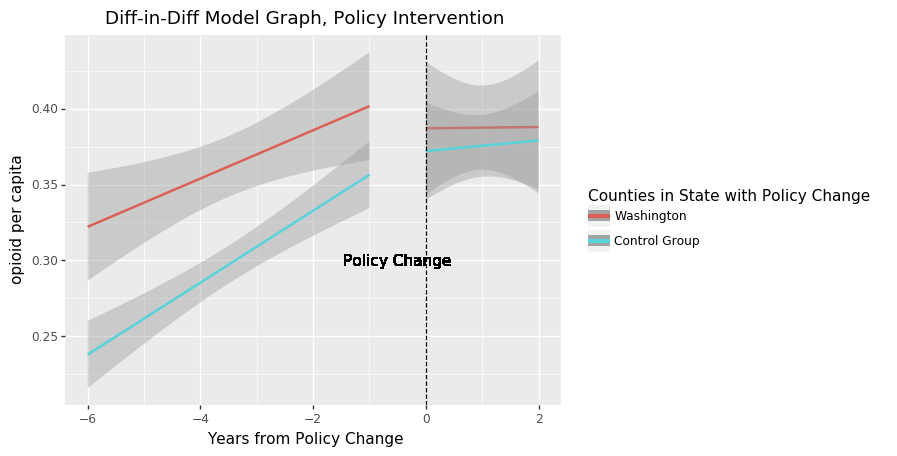 Diff-in-Diff Model Graph, Policy Intervention
opioid per capita
0.40
0.35
0.30
0.25
Policy Change
−6
−4
−2
0
2
Years from Policy Change
Counties in State with Policy Change
Washington
Control Group